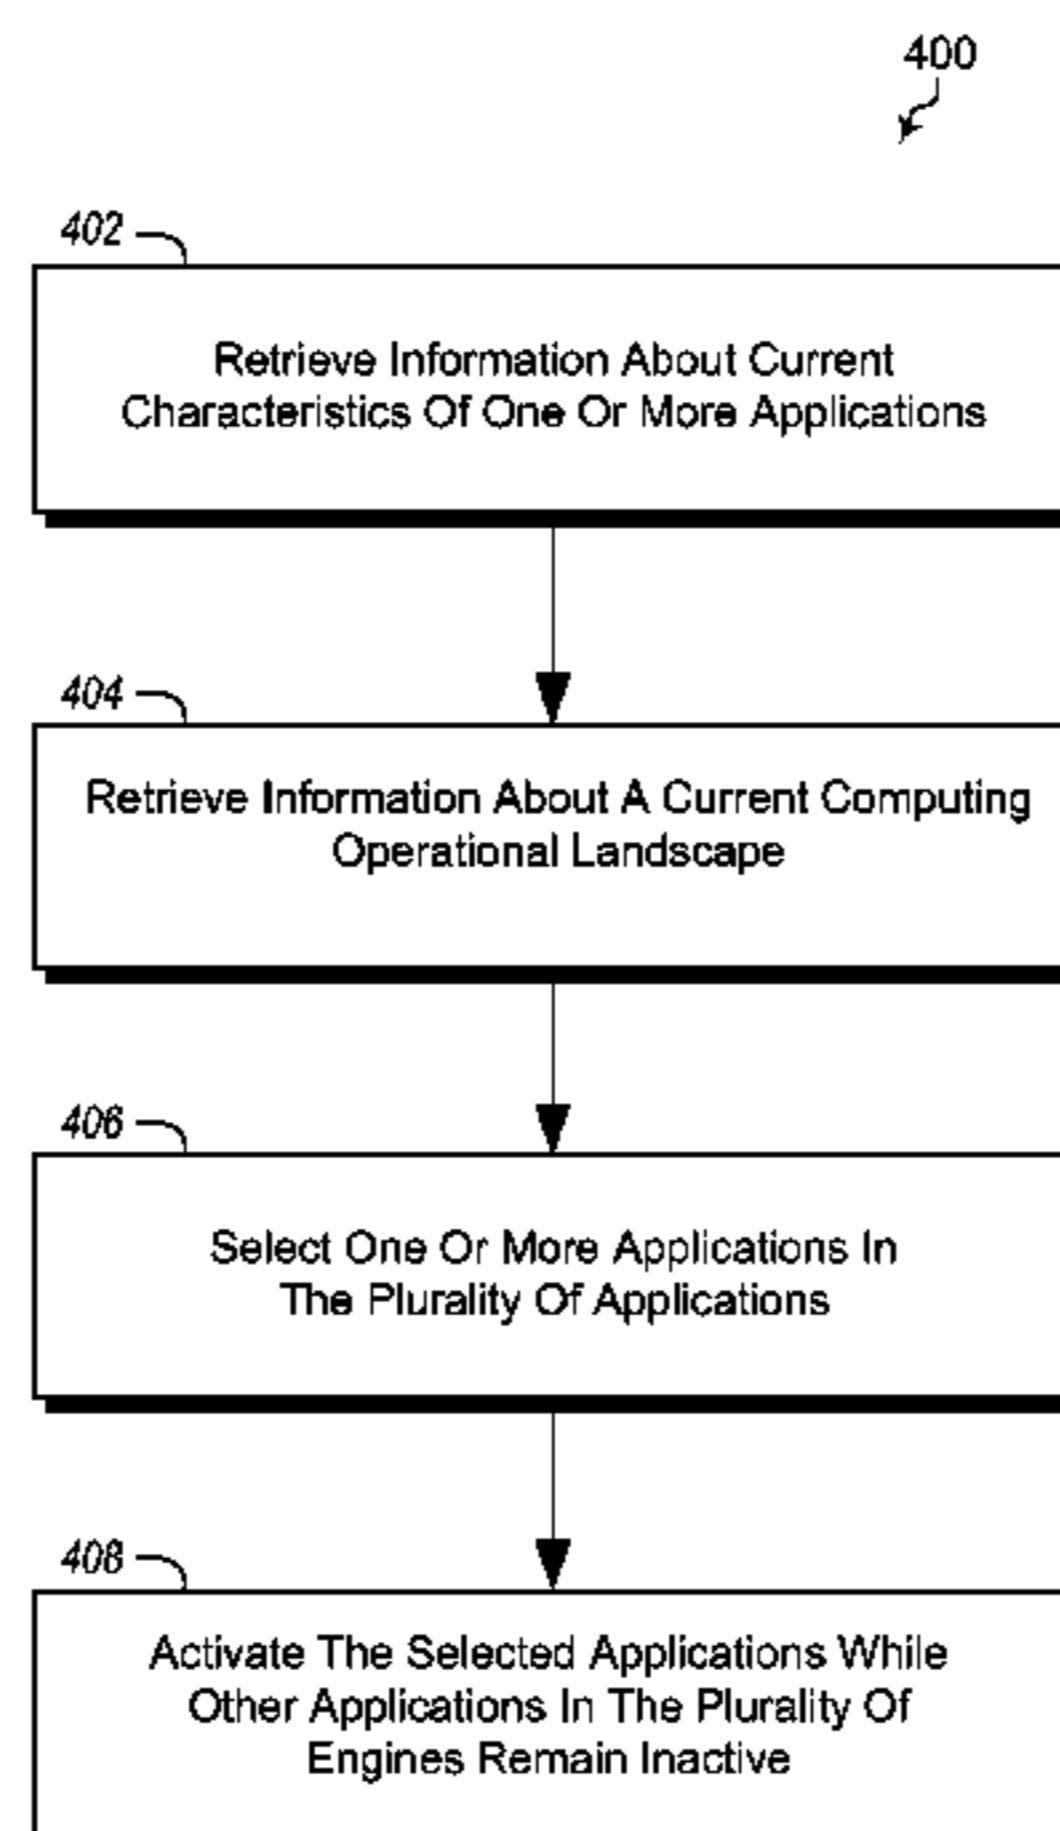 400
402
Retrieve Information About Current
Characteristics Of One Or More Applications
404
Retrieve Information About A Current Computing
Operational Landscape
406
Select One Or More Applications In
The Plurality Of Applications
408
Activate The Selected Applications While
Other Applications In The Plurality Of
Engines Remain Inactive